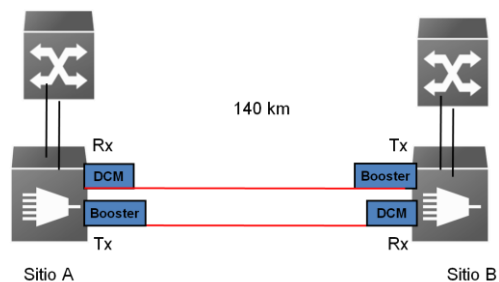 140 km
Rx
Tx
DCM
Booster
Booster
DCM
Tx
Rx
Sitio A
Sitio B